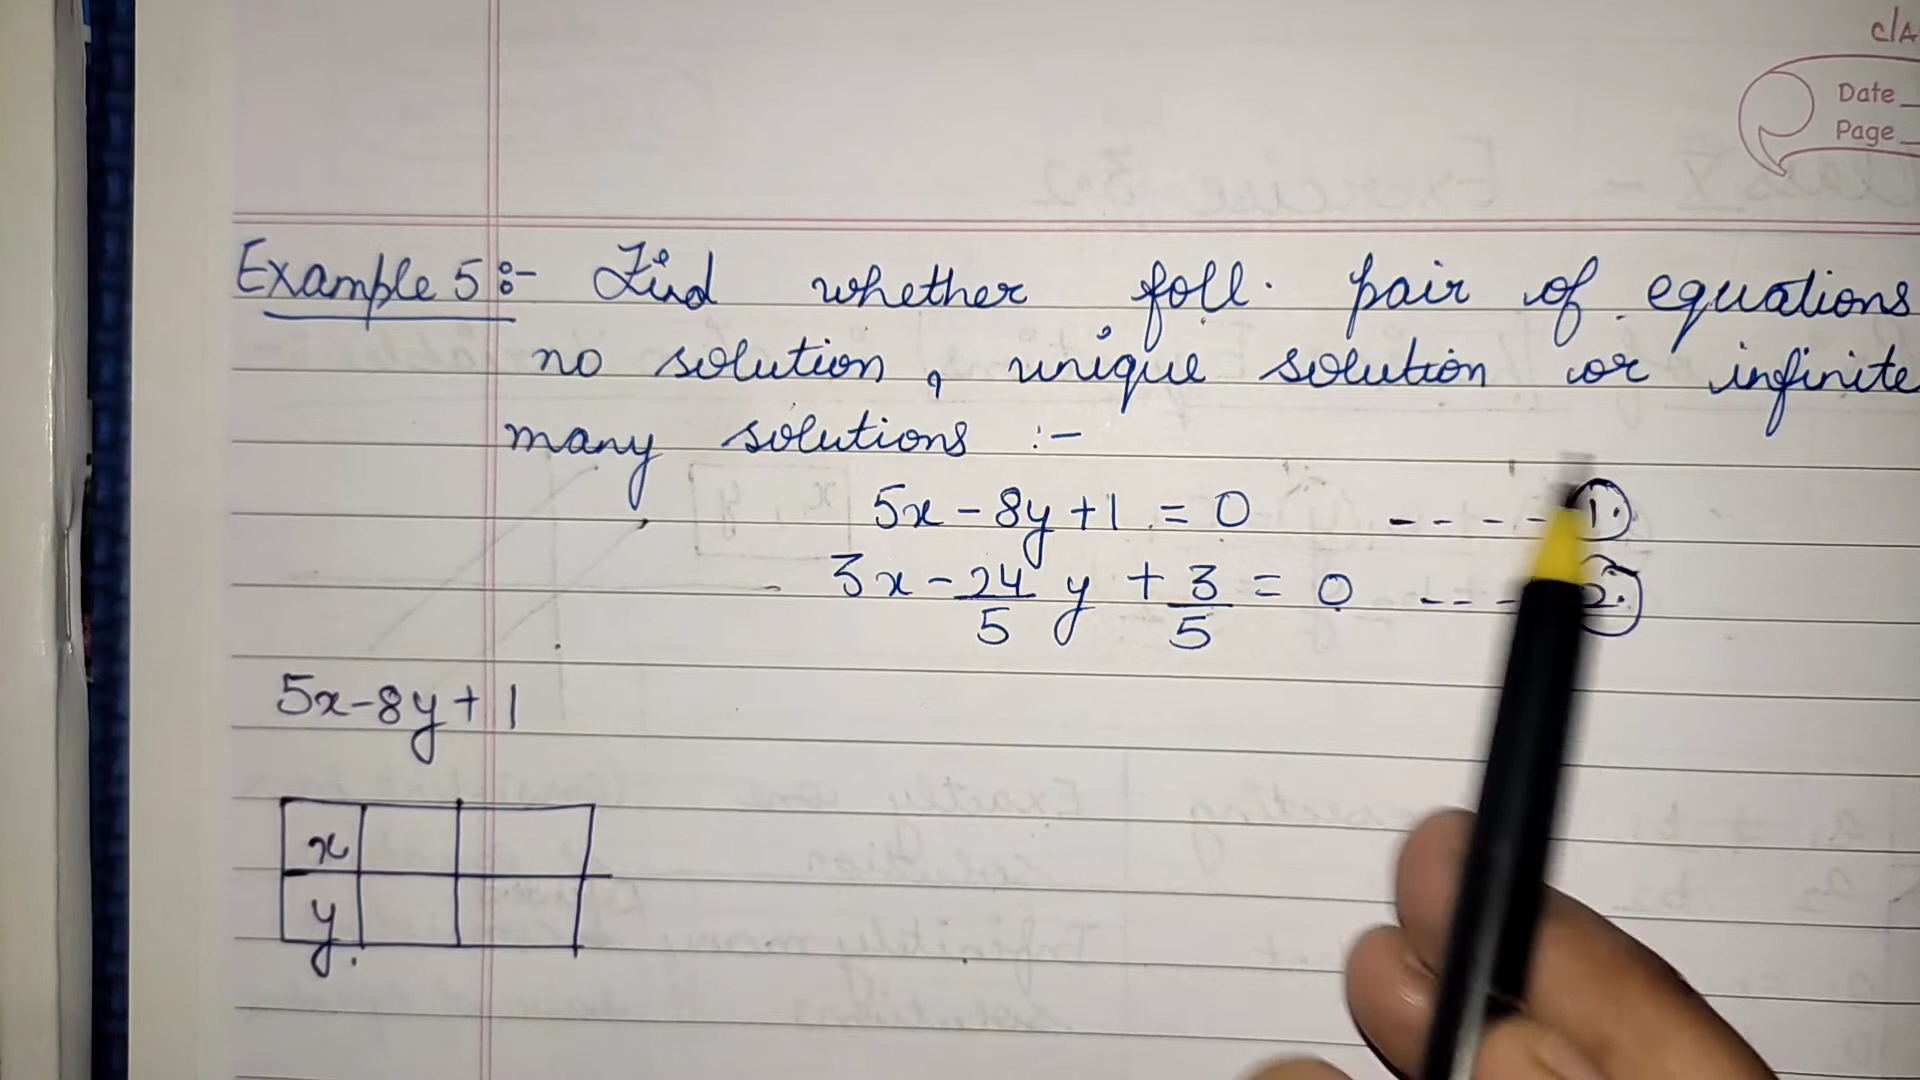 C/A
Date
Page
Example 5:- Find whether foll. pair of equations
no solution, unique solution or infinite
many solutions :-
5x - 8y + 1 = 0 ---- 1.
3x - 24/5 y + 3/5 = 0 --- 2.
5x-8y+1
x
y